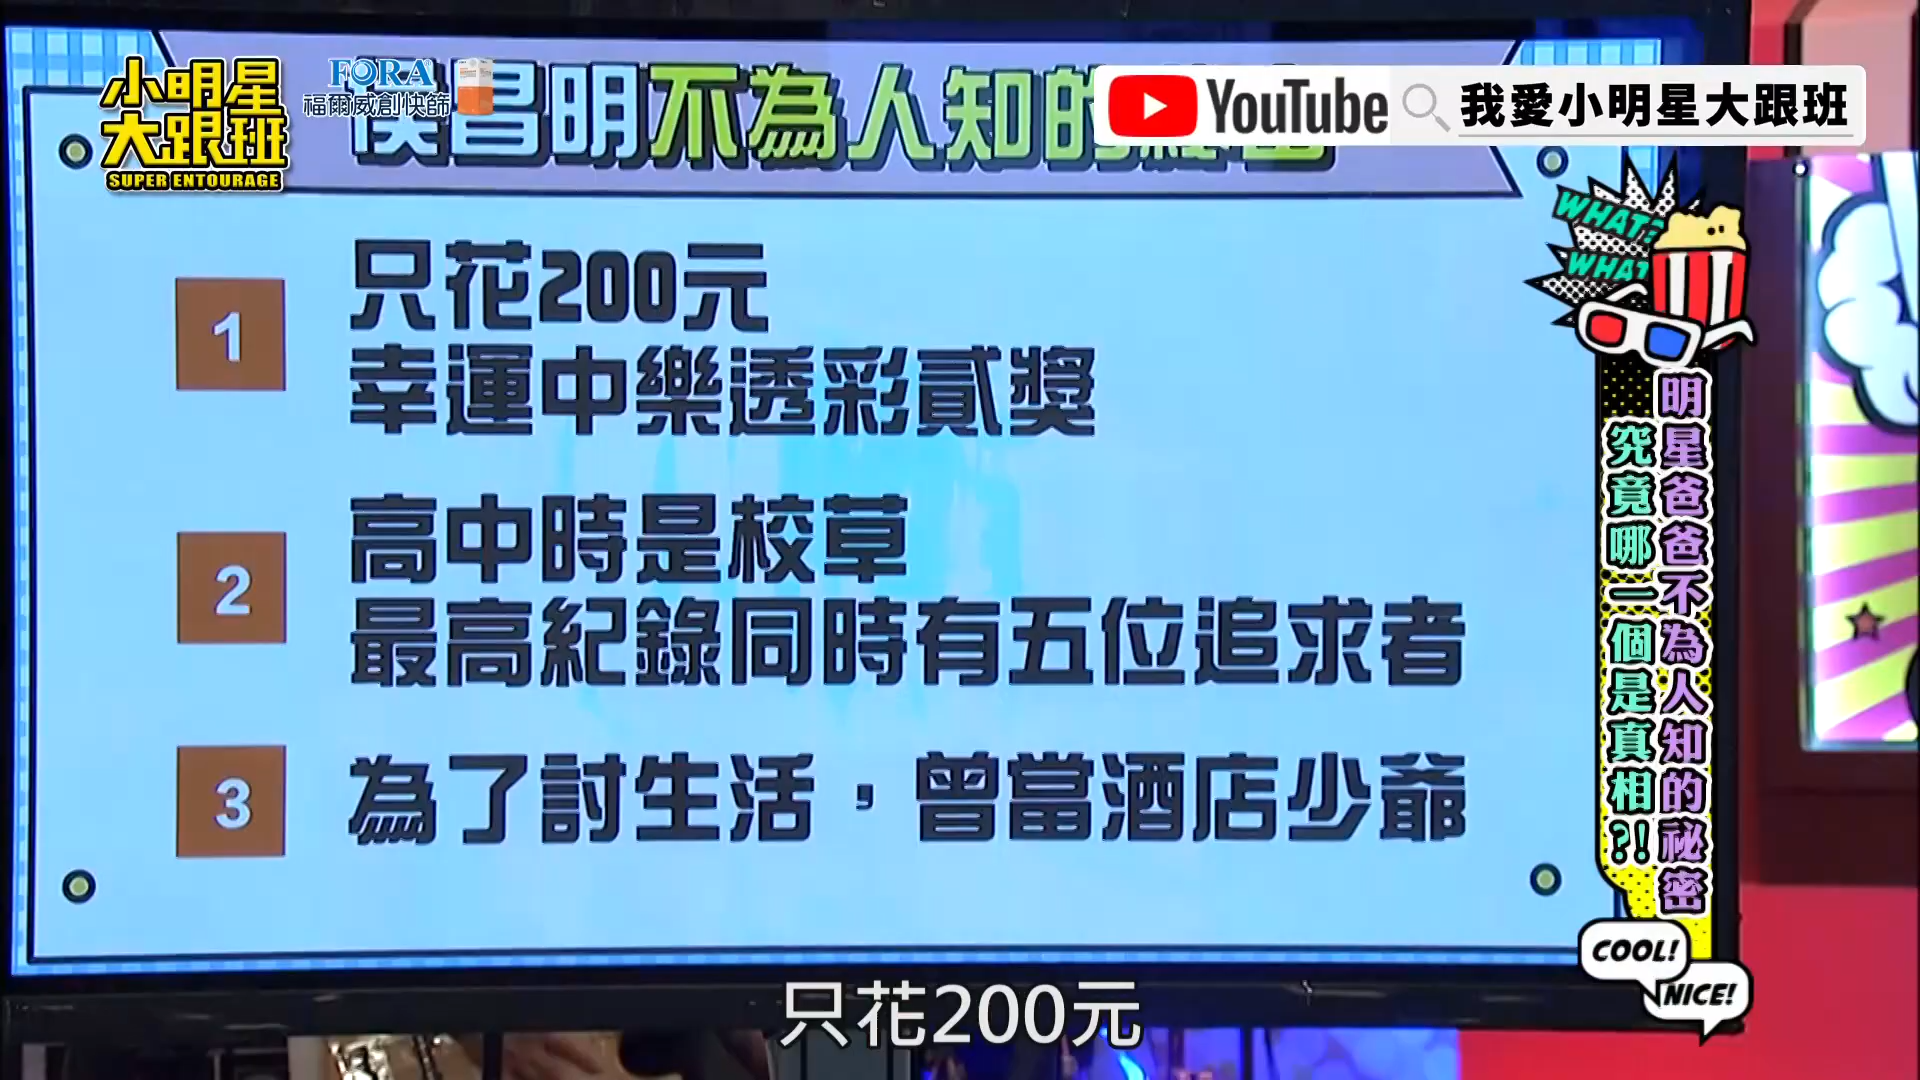 小明星
大跟班
SUPER ENTOURAGE
FORA
福爾威創快篩
侯昌明不為人知的
YouTube
我愛小明星大跟班
1
只花200元
幸運中樂透彩貳獎
2
高中時是校草
最高紀錄同時有五位追求者
3
為了討生活，曾當酒店少爺
WHAT?
WHAT
明星爸爸不為人知的祕密
究竟哪一個是真相?!
COOL!
NICE!
只花200元